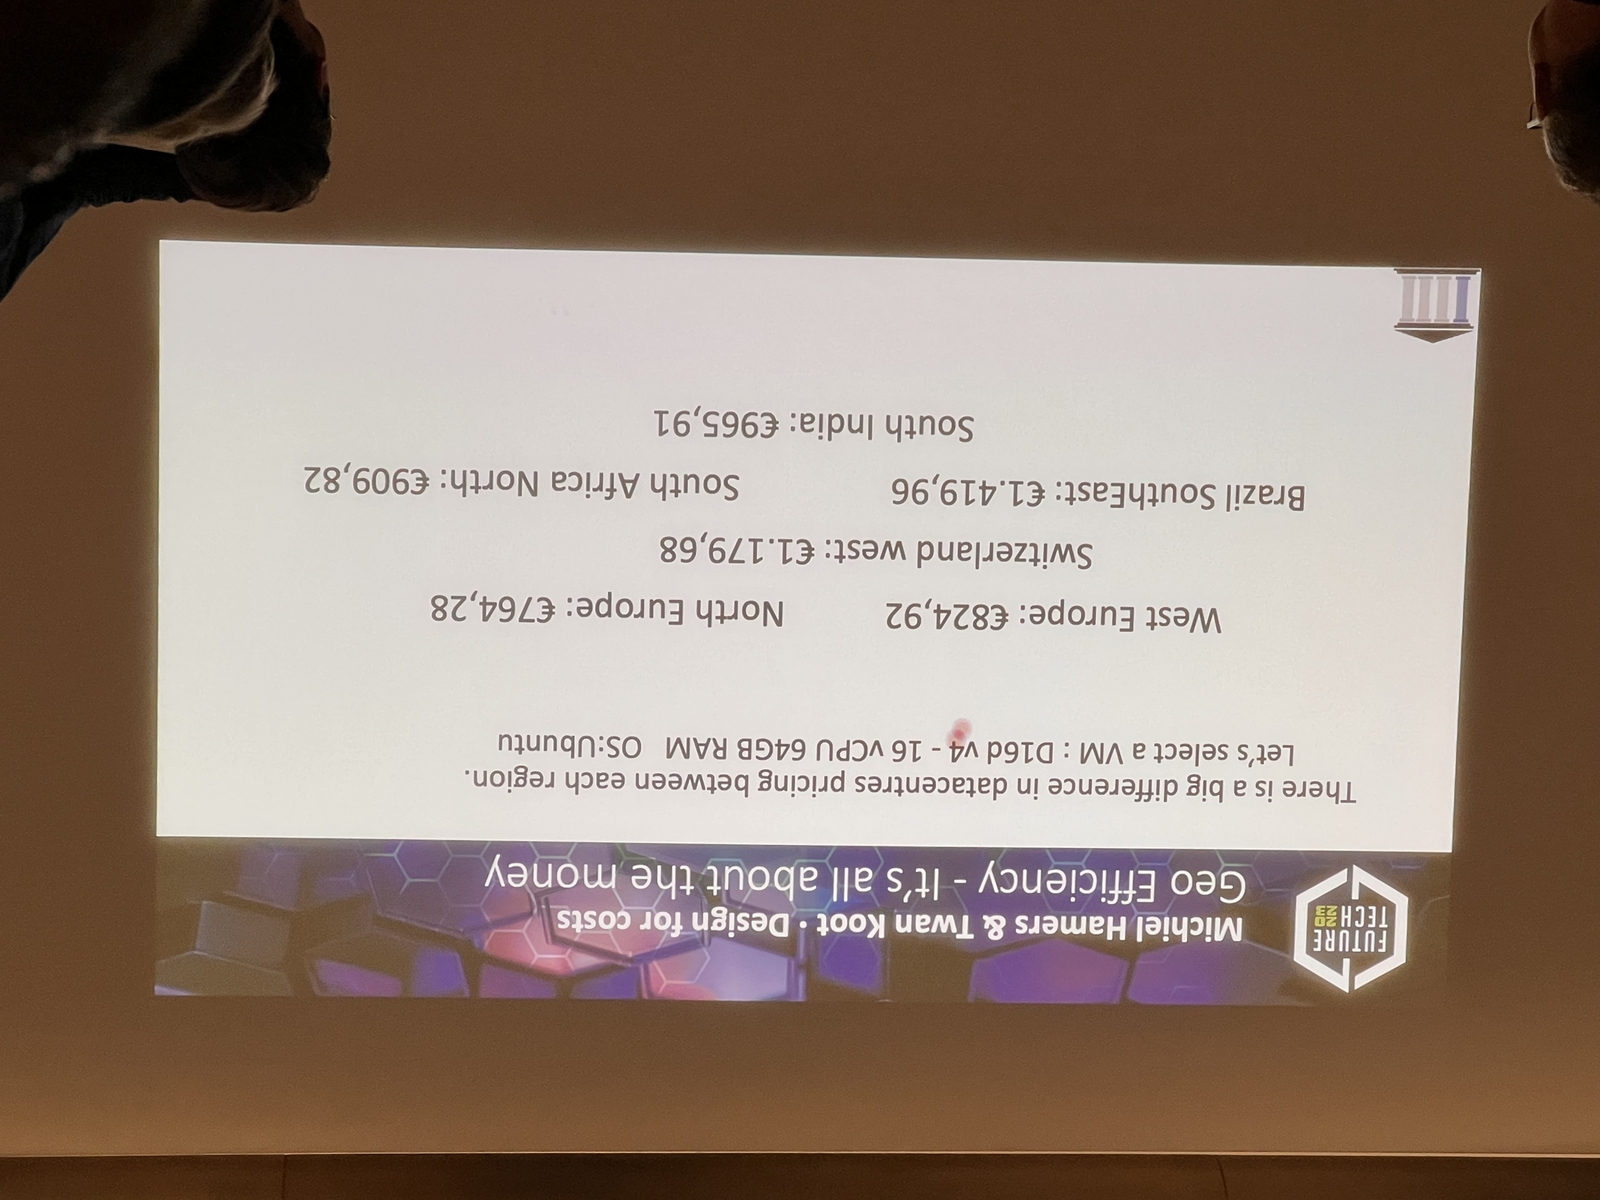 FUTURE
TECH 2023
Michiel Hamers & Twan Koot · Design for costs
Geo Efficiency - It's all about the money
There is a big difference in datacentres pricing between each region.
Let's select a VM : D16d v4 - 16 vCPU 64GB RAM OS:Ubuntu
West Europe: €824,92 North Europe: €764,28
Switzerland west: €1.179,68
Brazil SouthEast: €1.419,96 South Africa North: €909,82
South India: €965,91